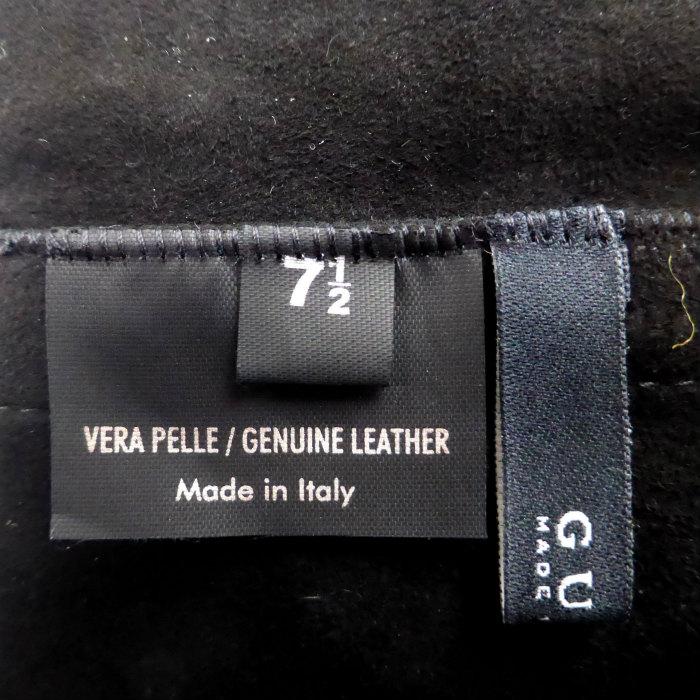 7½
VERA PELLE / GENUINE LEATHER
Made in Italy
GU
MADE